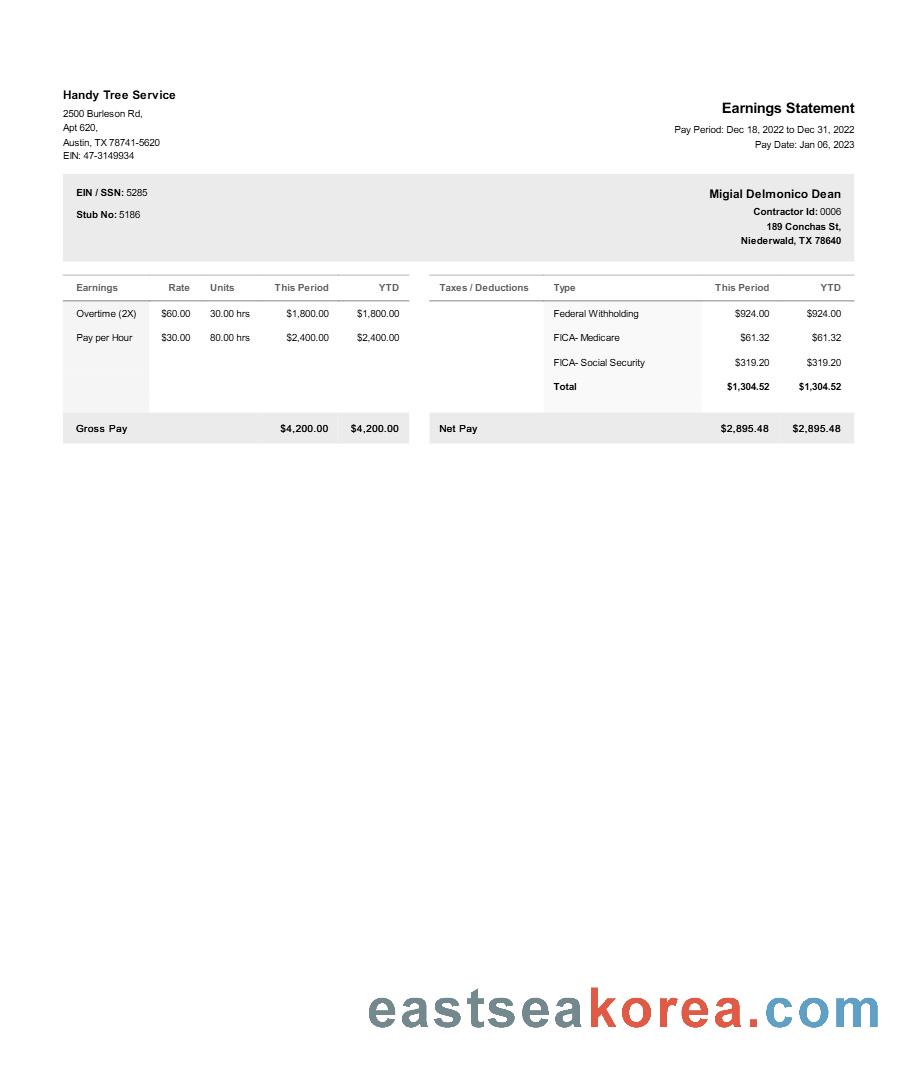 Handy Tree Service
2500 Burleson Rd,
Apt 620,
Austin, TX 78741-5620
EIN: 47-3149934
Earnings Statement
Pay Period: Dec 18, 2022 to Dec 31, 2022
Pay Date: Jan 06, 2023
EIN / SSN: 5285
Stub No: 5186
Migial Delmonico Dean
Contractor Id: 0006
189 Conchas St,
Niederwald, TX 78640
Earnings Rate Units This Period YTD
Overtime (2X) $60.00 30.00 hrs $1,800.00 $1,800.00
Pay per Hour $30.00 80.00 hrs $2,400.00 $2,400.00
Gross Pay $4,200.00 $4,200.00
Taxes / Deductions Type This Period YTD
Federal Withholding $924.00 $924.00
FICA- Medicare $61.32 $61.32
FICA- Social Security $319.20 $319.20
Total $1,304.52 $1,304.52
Net Pay $2,895.48 $2,895.48
eastseakorea.com